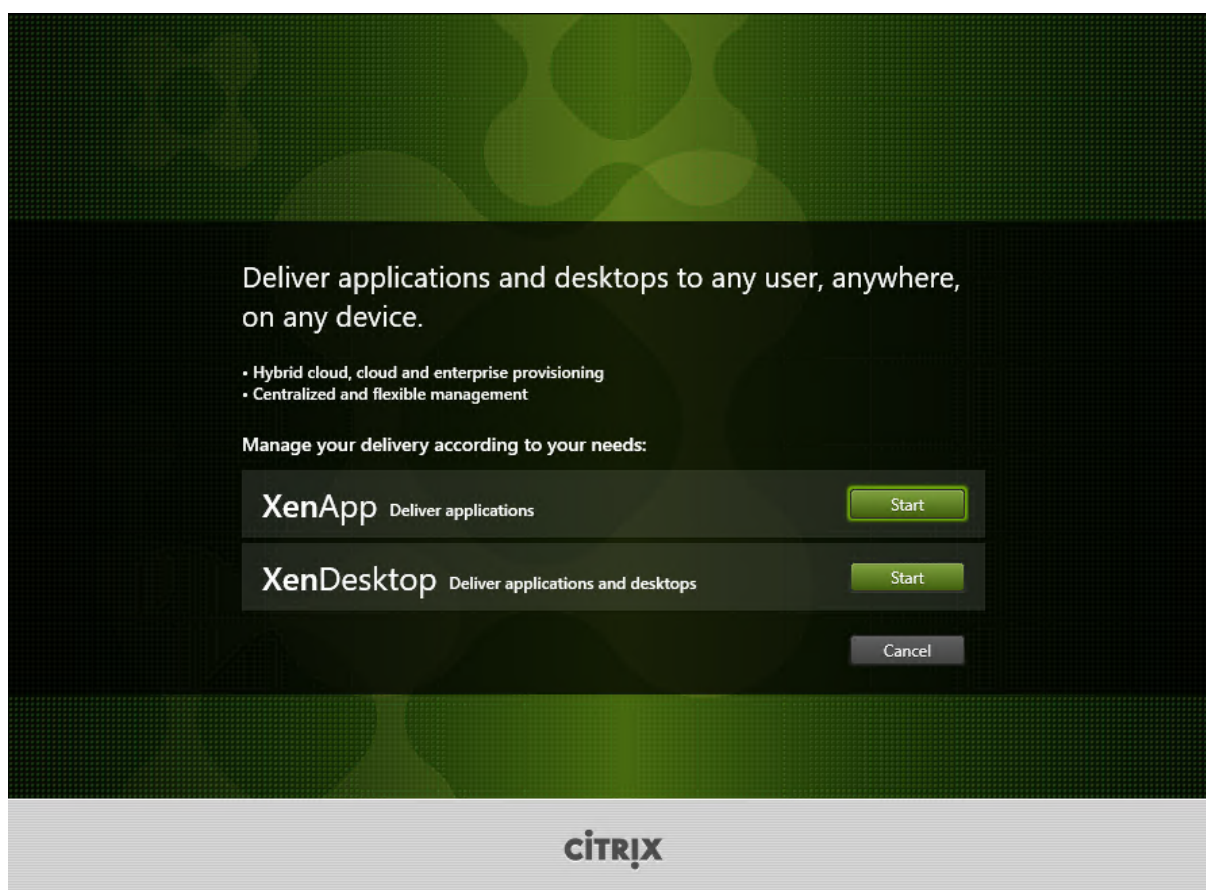 Deliver applications and desktops to any user, anywhere,
on any device.
• Hybrid cloud, cloud and enterprise provisioning
• Centralized and flexible management
Manage your delivery according to your needs:
XenApp Deliver applications Start
XenDesktop Deliver applications and desktops Start
Cancel
CİTRỊX